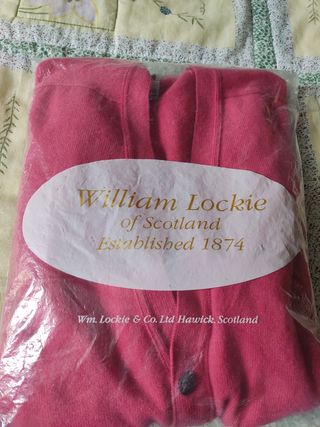 William Lockie
of Scotland
Established 1874
Wm. Lockie & Co. Ltd Hawick, Scotland